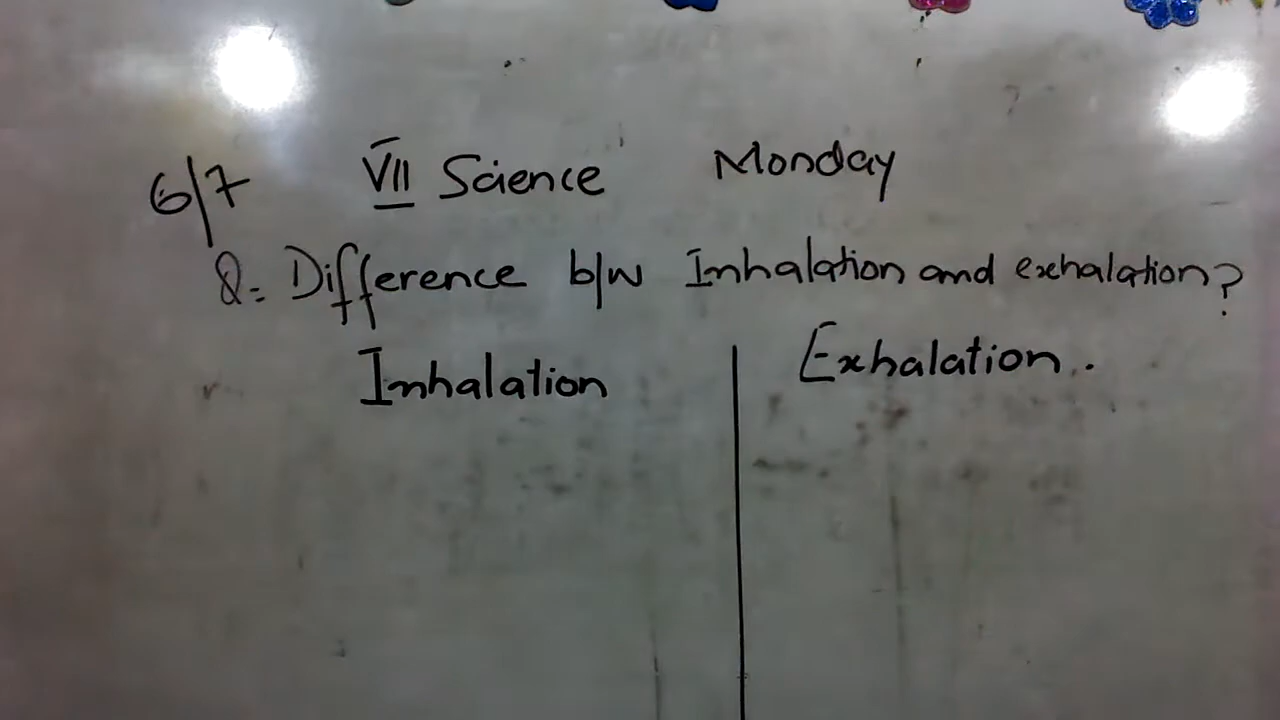 6/7 VII Science Monday
Q. Difference b/w Inhalation and exhalation?
Inhalation Exhalation.